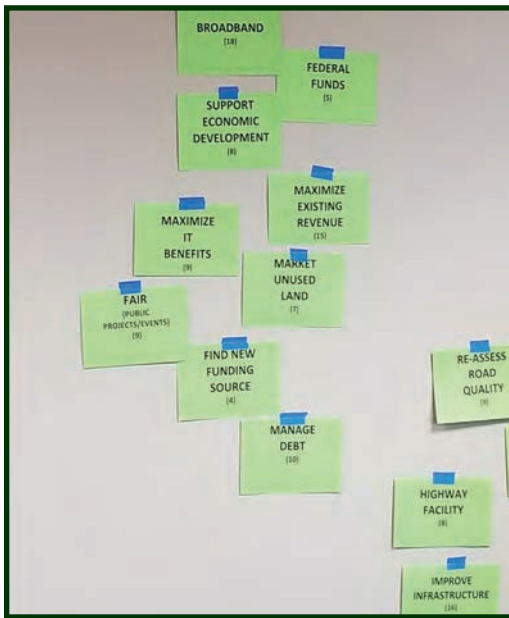 BROADBAND
(18)
FEDERAL
FUNDS
(5)
SUPPORT
ECONOMIC
DEVELOPMENT
(8)
MAXIMIZE
EXISTING
REVENUE
(15)
MAXIMIZE
IT
BENEFITS
(9)
MARKET
UNUSED
LAND
(7)
FAIR
(PUBLIC
PROJECTS/EVENTS)
(9)
FIND NEW
FUNDING
SOURCE
(4)
RE-ASSESS
ROAD
QUALITY
MANAGE
DEBT
(10)
HIGHWAY
FACILITY
(8)
IMPROVE
INFRASTRUCTURE
(16)